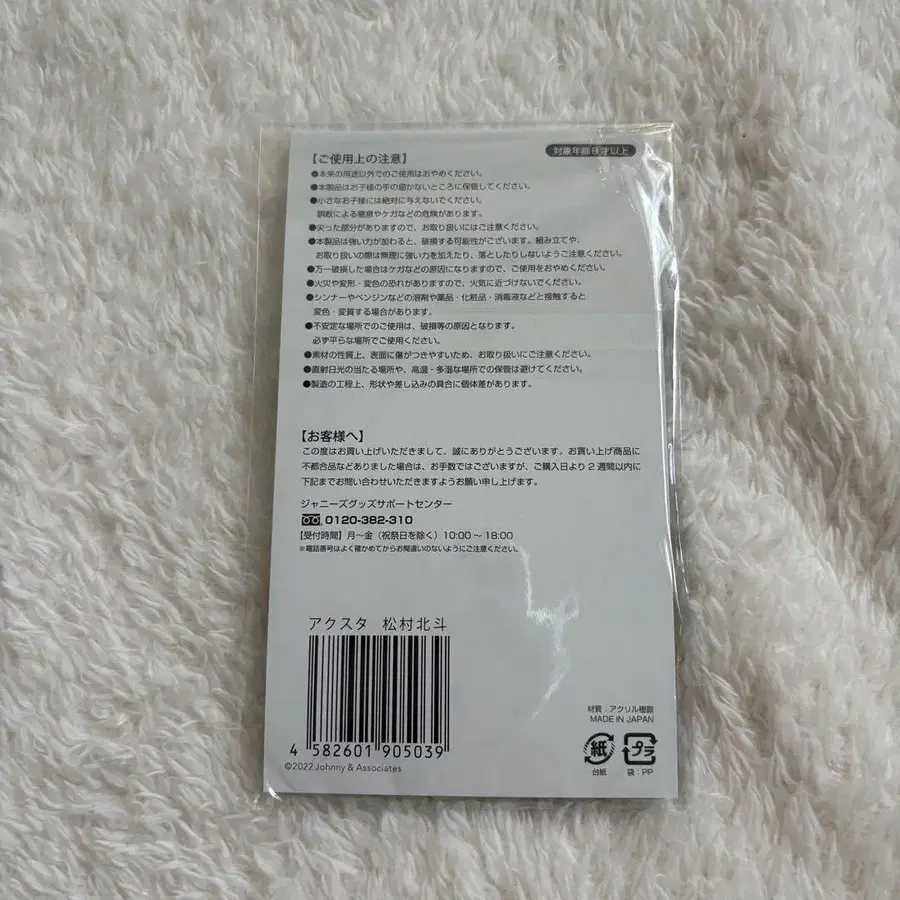 【ご使用上の注意】
対象年齢8才以上
●本来の用途以外でのご使用はおやめください。
●本製品はお子様の手の届かないところに保管してください。
●小さなお子様には絶対に与えないでください。
誤飲による窒息やケガなどの危険があります。
●尖った部分がありますので、お取り扱いにはご注意ください。
●本製品は強い力が加わると、破損する可能性がございます。組み立てや、
お取り扱いの際は無理に強い力を加えたり、落としたりしないようご注意ください。
●万一破損した場合はケガなどの原因になりますので、ご使用をおやめください。
●火災や変形・変色の恐れがありますので、火気に近づけないでください。
●シンナーやベンジンなどの溶剤や薬品・化粧品・消毒液などと接触すると
変色・変質する場合があります。
●不安定な場所でのご使用は、破損等の原因となります。
必ず平らな場所でご使用ください。
●素材の性質上、表面に傷がつきやすいため、お取り扱いにご注意ください。
●直射日光の当たる場所や、高温・多湿な場所での保管は避けてください。
●製造の工程上、形状や差し込みの具合に個体差があります。
【お客様へ】
この度はお買い上げいただきまして、誠にありがとうございます。お買い上げ商品に
不都合品などありました場合は、お手数ではございますが、ご購入日より2週間以内に
下記までお問い合わせいただきますようお願い申し上げます。
ジャニーズグッズサポートセンター
0120-382-310
【受付時間】月〜金（祝祭日を除く）10:00〜18:00
※電話番号はよく確かめてからお間違いのないようにご注意ください。
アクスタ 松村北斗
4 582601 905039
©2022 Johnny & Associates
材質：アクリル樹脂
MADE IN JAPAN
紙 プラ
台紙 袋：PP